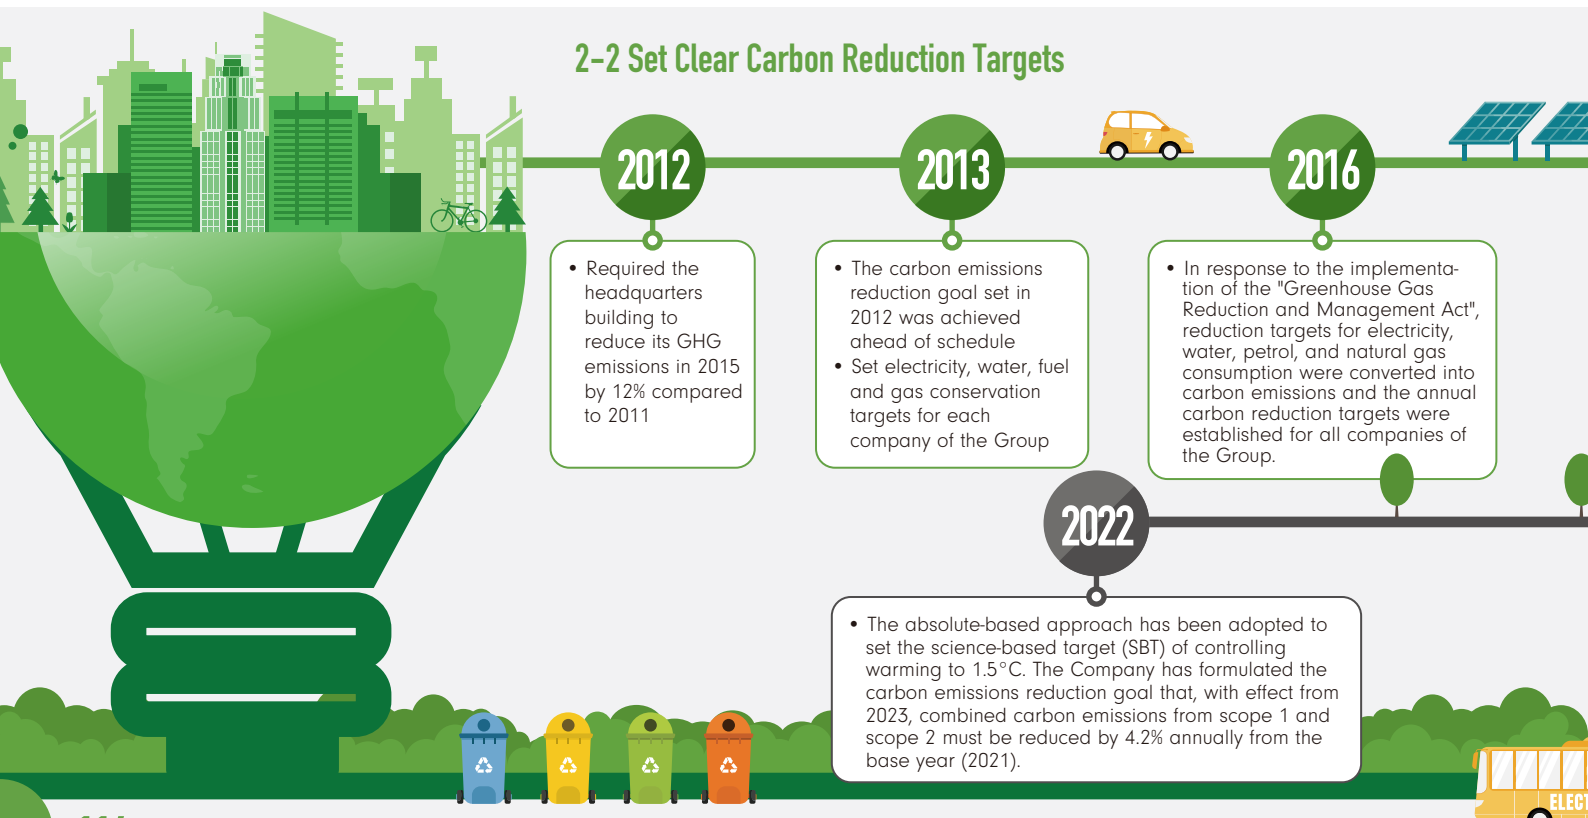 2-2 Set Clear Carbon Reduction Targets
2012
• Required the
headquarters
building to
reduce its GHG
emissions in 2015
by 12% compared
to 2011
2013
• The carbon emissions
reduction goal set in
2012 was achieved
ahead of schedule
• Set electricity, water, fuel
and gas conservation
targets for each
company of the Group
2016
• In response to the implementa-
tion of the "Greenhouse Gas
Reduction and Management Act",
reduction targets for electricity,
water, petrol, and natural gas
consumption were converted into
carbon emissions and the annual
carbon reduction targets were
established for all companies of
the Group.
2022
• The absolute-based approach has been adopted to
set the science-based target (SBT) of controlling
warming to 1.5°C. The Company has formulated the
carbon emissions reduction goal that, with effect from
2023, combined carbon emissions from scope 1 and
scope 2 must be reduced by 4.2% annually from the
base year (2021).
ELECT